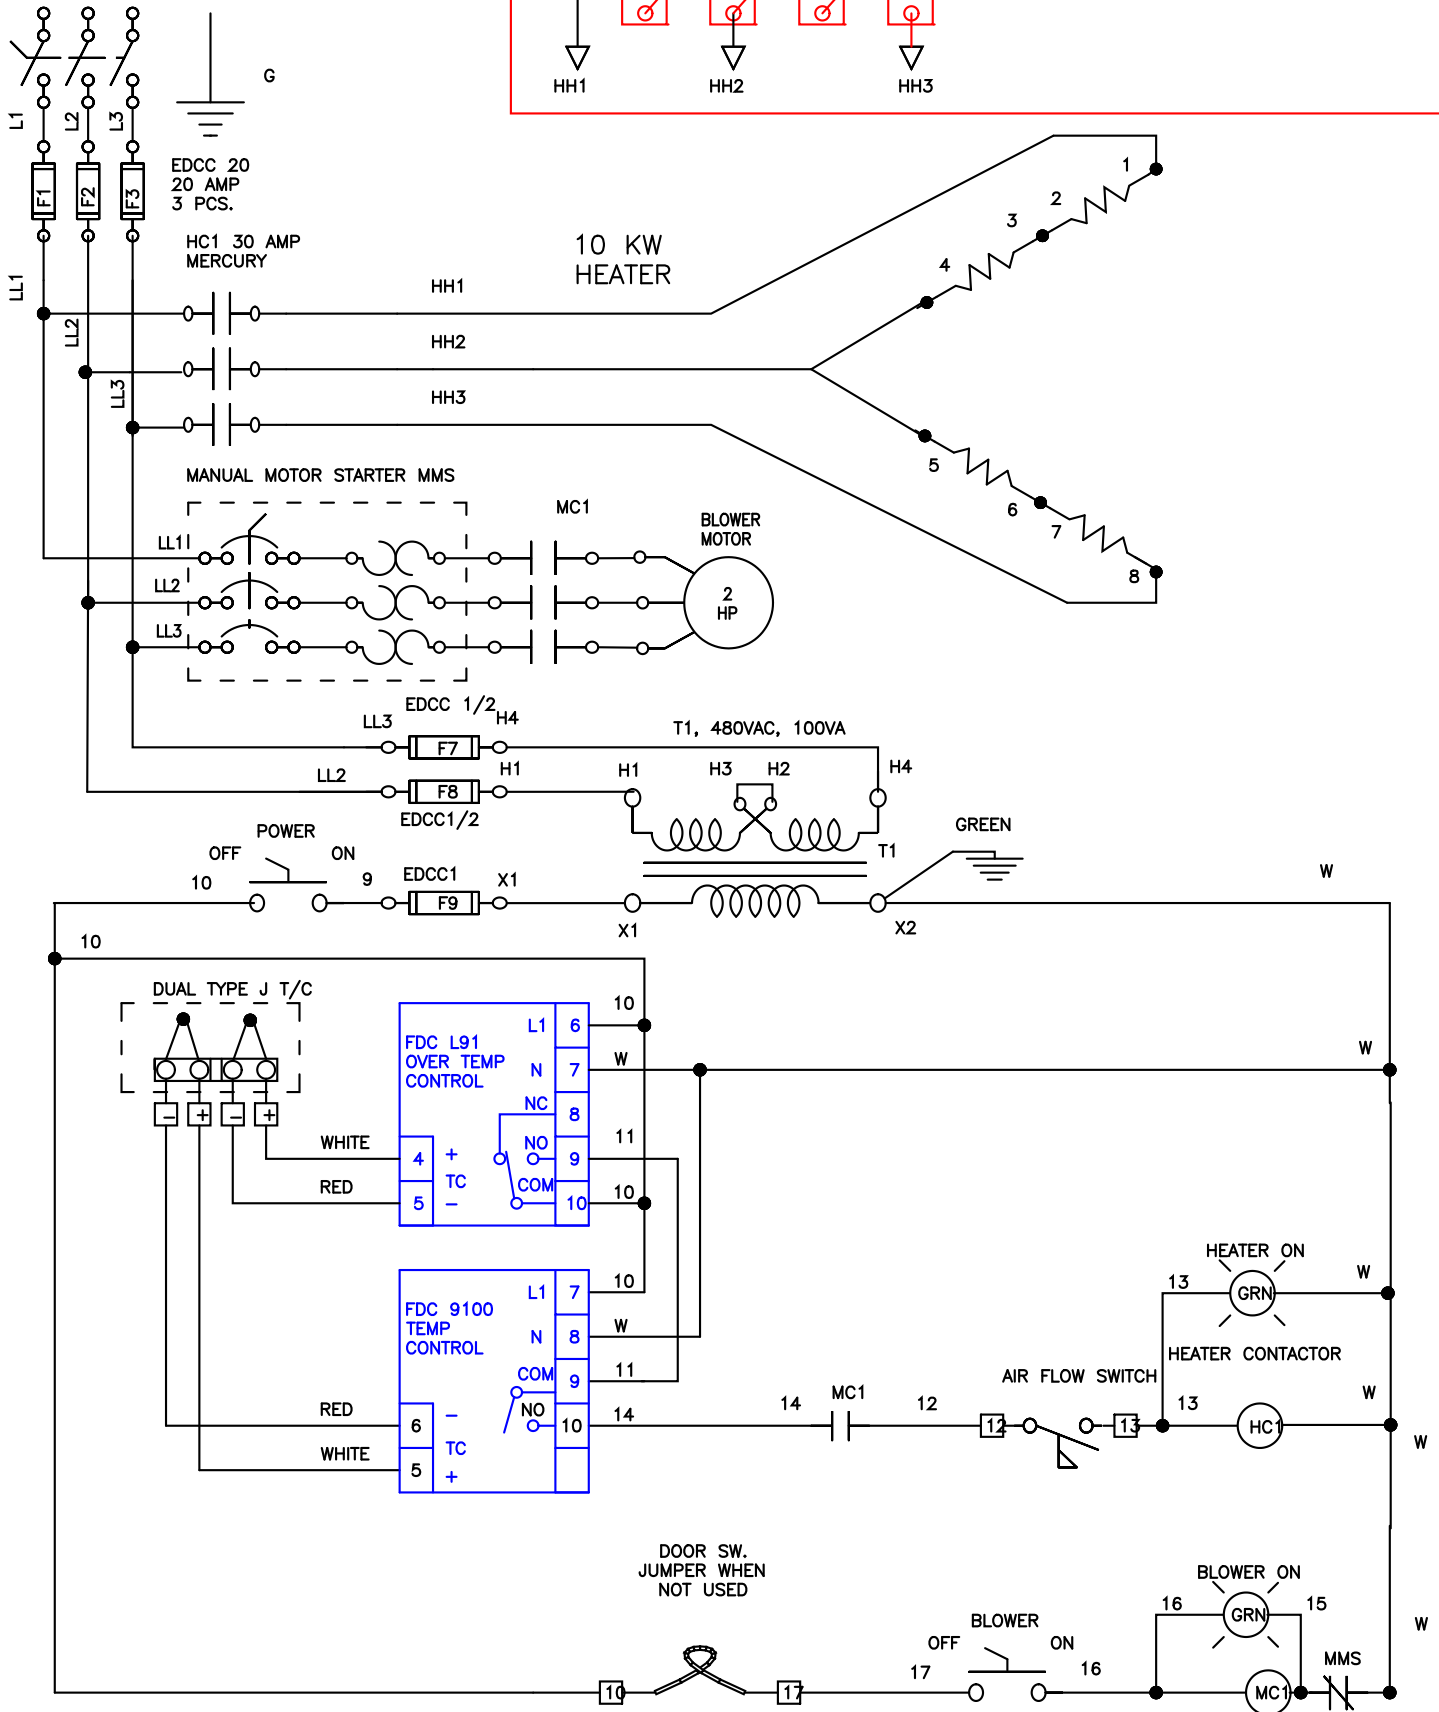 HH1 HH2 HH3
G
L1 L2 L3
F1 F2 F3
EDCC 20
20 AMP
3 PCS.
HC1 30 AMP
MERCURY
10 KW
HEATER
LL1
LL2
LL3
HH1
HH2
HH3
1
2
3
4
5
6
7
8
MANUAL MOTOR STARTER MMS
MC1
BLOWER
MOTOR
LL1
LL2
LL3
2
HP
EDCC 1/2
LL3 F7 H4
T1, 480VAC, 100VA
LL2 F8 H1
EDCC1/2
H1 H3 H2 H4
T1
GREEN
POWER
OFF ON
10 9
EDCC1
F9
X1
X1 X2
W
10
DUAL TYPE J T/C
- + - +
FDC L91
OVER TEMP
CONTROL
L1 6 10
N 7 W
W
NC 8
NO 9 11
COM 10 10
WHITE 4 +
TC
RED 5 -
FDC 9100
TEMP
CONTROL
L1 7 10
N 8 W
COM 9 11
NO 10 14
RED 6 -
TC
WHITE 5 +
HEATER ON
13 GRN W
HEATER CONTACTOR
AIR FLOW SWITCH
14 MC1 12 12 13 13 HC1 W
W
DOOR SW.
JUMPER WHEN
NOT USED
BLOWER ON
16 GRN 15
W
BLOWER
OFF ON
10 17 17 16 MC1 MMS